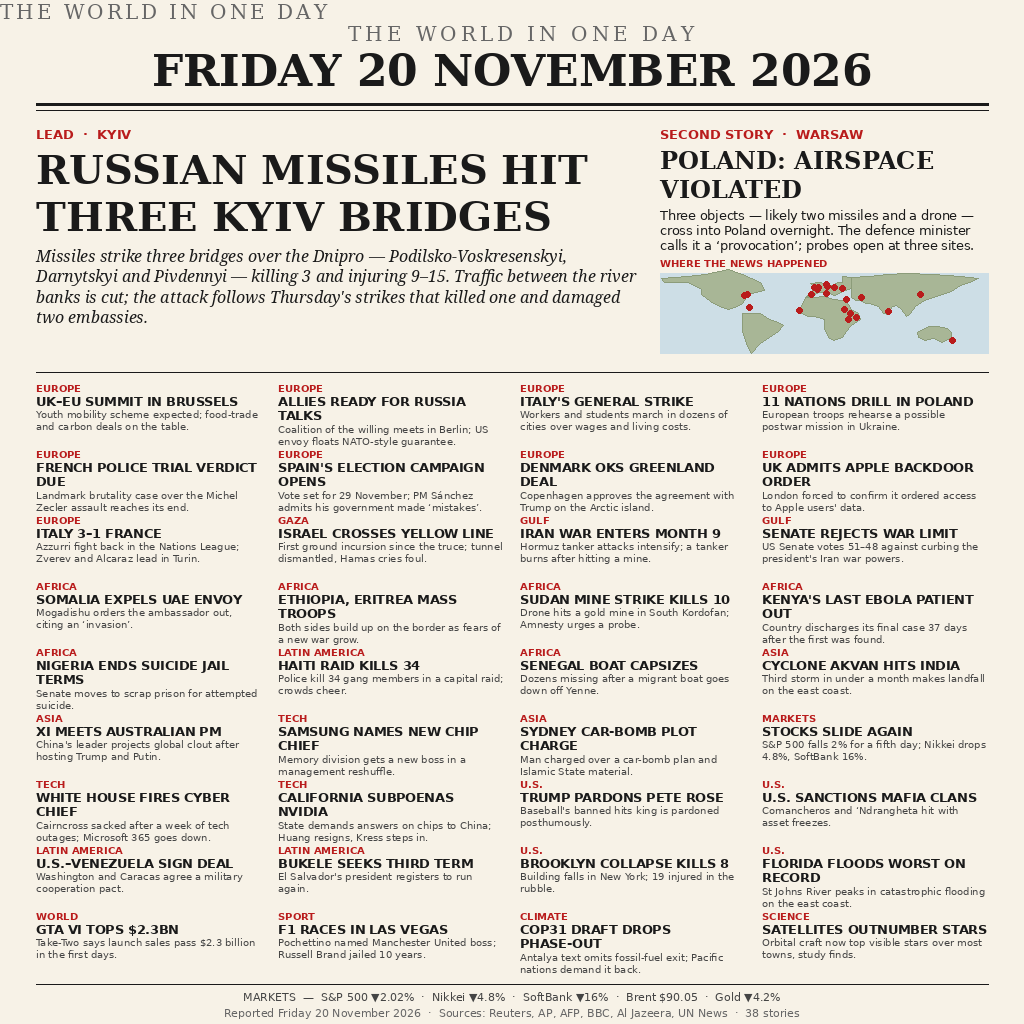 THE WORLD IN ONE DAY
THE WORLD IN ONE DAY
FRIDAY 20 NOVEMBER 2026
LEAD · KYIV
RUSSIAN MISSILES HIT
THREE KYIV BRIDGES
Missiles strike three bridges over the Dnipro — Podilsko-Voskresenskyi,
Darnytskyi and Pivdennyi — killing 3 and injuring 9–15. Traffic between the river
banks is cut; the attack follows Thursday's strikes that killed one and damaged
two embassies.
SECOND STORY · WARSAW
POLAND: AIRSPACE
VIOLATED
Three objects — likely two missiles and a drone —
cross into Poland overnight. The defence minister
calls it a ‘provocation’; probes open at three sites.
WHERE THE NEWS HAPPENED
EUROPE
UK–EU SUMMIT IN BRUSSELS
Youth mobility scheme expected; food-trade
and carbon deals on the table.
EUROPE
ALLIES READY FOR RUSSIA
TALKS
Coalition of the willing meets in Berlin; US
envoy floats NATO-style guarantee.
EUROPE
ITALY'S GENERAL STRIKE
Workers and students march in dozens of
cities over wages and living costs.
EUROPE
11 NATIONS DRILL IN POLAND
European troops rehearse a possible
postwar mission in Ukraine.
EUROPE
FRENCH POLICE TRIAL VERDICT
DUE
Landmark brutality case over the Michel
Zecler assault reaches its end.
EUROPE
SPAIN'S ELECTION CAMPAIGN
OPENS
Vote set for 29 November; PM Sánchez
admits his government made ‘mistakes’.
EUROPE
DENMARK OKS GREENLAND
DEAL
Copenhagen approves the agreement with
Trump on the Arctic island.
EUROPE
UK ADMITS APPLE BACKDOOR
ORDER
London forced to confirm it ordered access
to Apple users' data.
EUROPE
ITALY 3–1 FRANCE
Azzurri fight back in the Nations League;
Zverev and Alcaraz lead in Turin.
GAZA
ISRAEL CROSSES YELLOW LINE
First ground incursion since the truce; tunnel
dismantled, Hamas cries foul.
GULF
IRAN WAR ENTERS MONTH 9
Hormuz tanker attacks intensify; a tanker
burns after hitting a mine.
GULF
SENATE REJECTS WAR LIMIT
US Senate votes 51–48 against curbing the
president's Iran war powers.
AFRICA
SOMALIA EXPELS UAE ENVOY
Mogadishu orders the ambassador out,
citing an ‘invasion’.
AFRICA
ETHIOPIA, ERITREA MASS
TROOPS
Both sides build up on the border as fears of
a new war grow.
AFRICA
SUDAN MINE STRIKE KILLS 10
Drone hits a gold mine in South Kordofan;
Amnesty urges a probe.
AFRICA
KENYA'S LAST EBOLA PATIENT
OUT
Country discharges its final case 37 days
after the first was found.
AFRICA
NIGERIA ENDS SUICIDE JAIL
TERMS
Senate moves to scrap prison for attempted
suicide.
LATIN AMERICA
HAITI RAID KILLS 34
Police kill 34 gang members in a capital raid;
crowds cheer.
AFRICA
SENEGAL BOAT CAPSIZES
Dozens missing after a migrant boat goes
down off Yenne.
ASIA
CYCLONE AKVAN HITS INDIA
Third storm in under a month makes landfall
on the east coast.
ASIA
XI MEETS AUSTRALIAN PM
China's leader projects global clout after
hosting Trump and Putin.
TECH
SAMSUNG NAMES NEW CHIP
CHIEF
Memory division gets a new boss in a
management reshuffle.
ASIA
SYDNEY CAR-BOMB PLOT
CHARGE
Man charged over a car-bomb plan and
Islamic State material.
MARKETS
STOCKS SLIDE AGAIN
S&P 500 falls 2% for a fifth day; Nikkei drops
4.8%, SoftBank 16%.
TECH
WHITE HOUSE FIRES CYBER
CHIEF
Cairncross sacked after a week of tech
outages; Microsoft 365 goes down.
TECH
CALIFORNIA SUBPOENAS
NVIDIA
State demands answers on chips to China;
Huang resigns, Kress steps in.
U.S.
TRUMP PARDONS PETE ROSE
Baseball's banned hits king is pardoned
posthumously.
U.S.
U.S. SANCTIONS MAFIA CLANS
Comancheros and ‘Ndrangheta hit with
asset freezes.
LATIN AMERICA
U.S.–VENEZUELA SIGN DEAL
Washington and Caracas agree a military
cooperation pact.
LATIN AMERICA
BUKELE SEEKS THIRD TERM
El Salvador's president registers to run
again.
U.S.
BROOKLYN COLLAPSE KILLS 8
Building falls in New York; 19 injured in the
rubble.
U.S.
FLORIDA FLOODS WORST ON
RECORD
St Johns River peaks in catastrophic flooding
on the east coast.
WORLD
GTA VI TOPS $2.3BN
Take-Two says launch sales pass $2.3 billion
in the first days.
SPORT
F1 RACES IN LAS VEGAS
Pochettino named Manchester United boss;
Russell Brand jailed 10 years.
CLIMATE
COP31 DRAFT DROPS
PHASE-OUT
Antalya text omits fossil-fuel exit; Pacific
nations demand it back.
SCIENCE
SATELLITES OUTNUMBER STARS
Orbital craft now top visible stars over most
towns, study finds.
MARKETS — S&P 500 ▼2.02% · Nikkei ▼4.8% · SoftBank ▼16% · Brent $90.05 · Gold ▼4.2%
Reported Friday 20 November 2026 · Sources: Reuters, AP, AFP, BBC, Al Jazeera, UN News · 38 stories